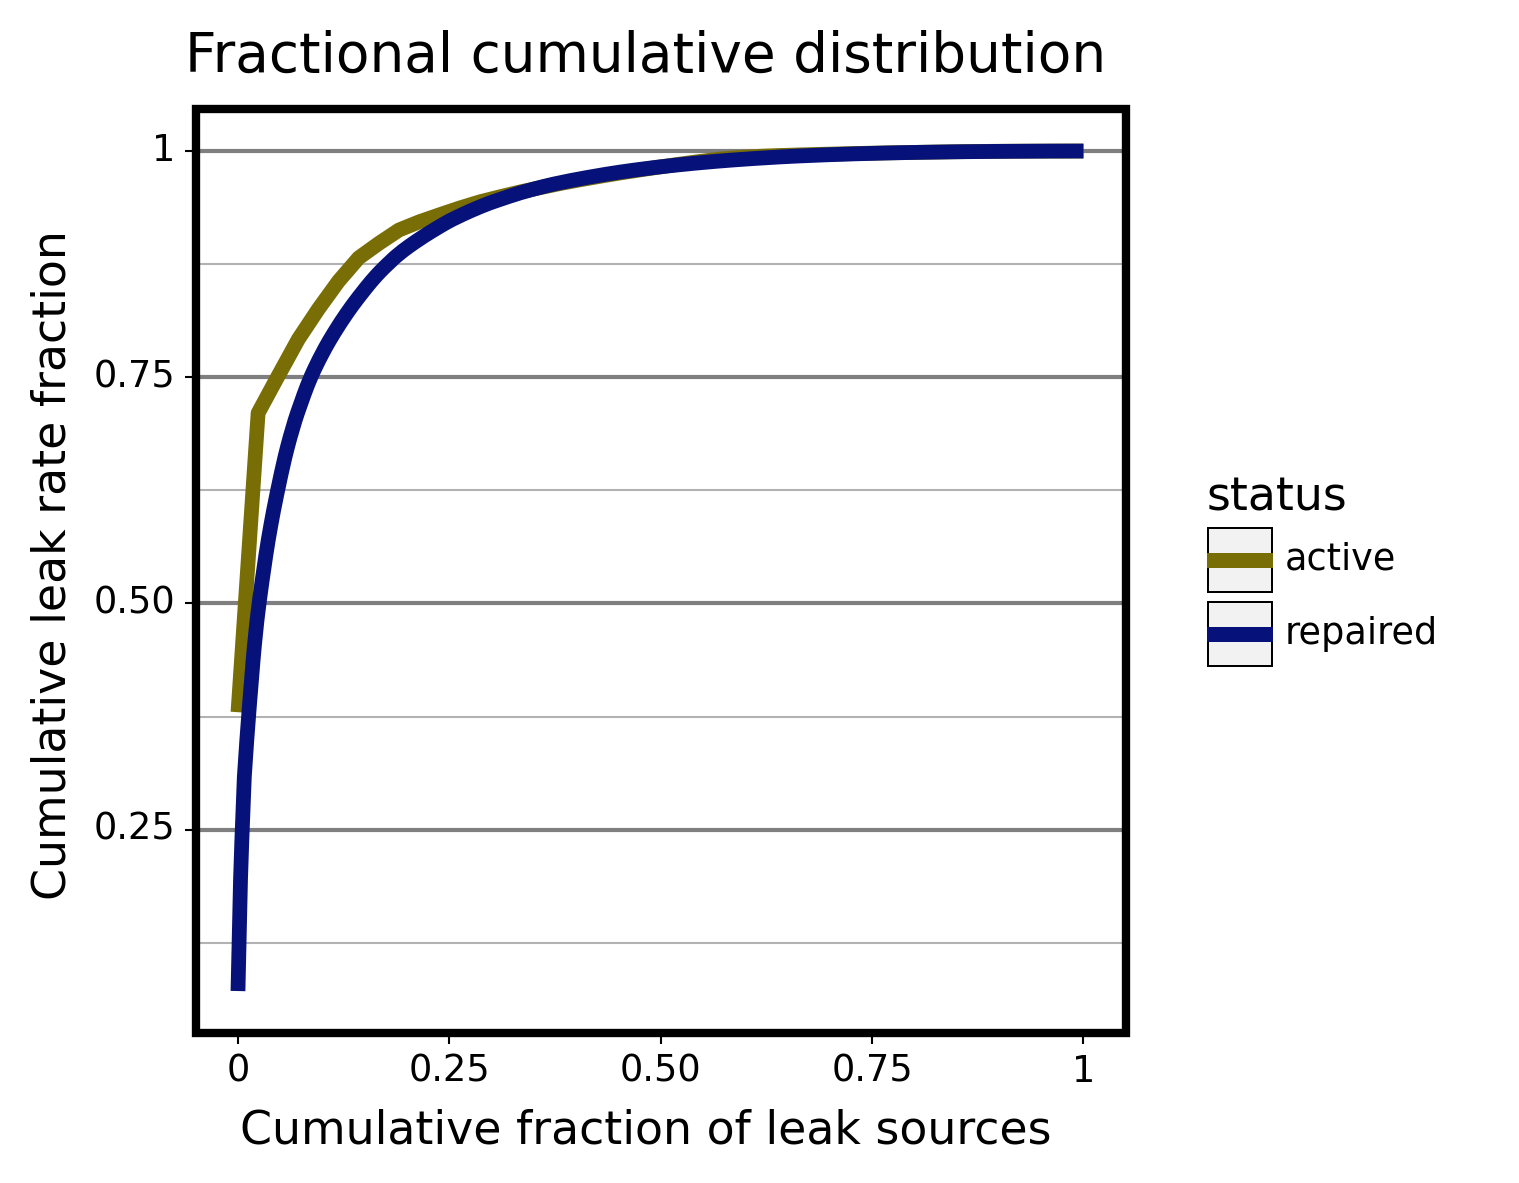 Fractional cumulative distribution
Cumulative leak rate fraction
1
0.75
0.50
0.25
0 0.25 0.50 0.75 1
Cumulative fraction of leak sources
status
active
repaired